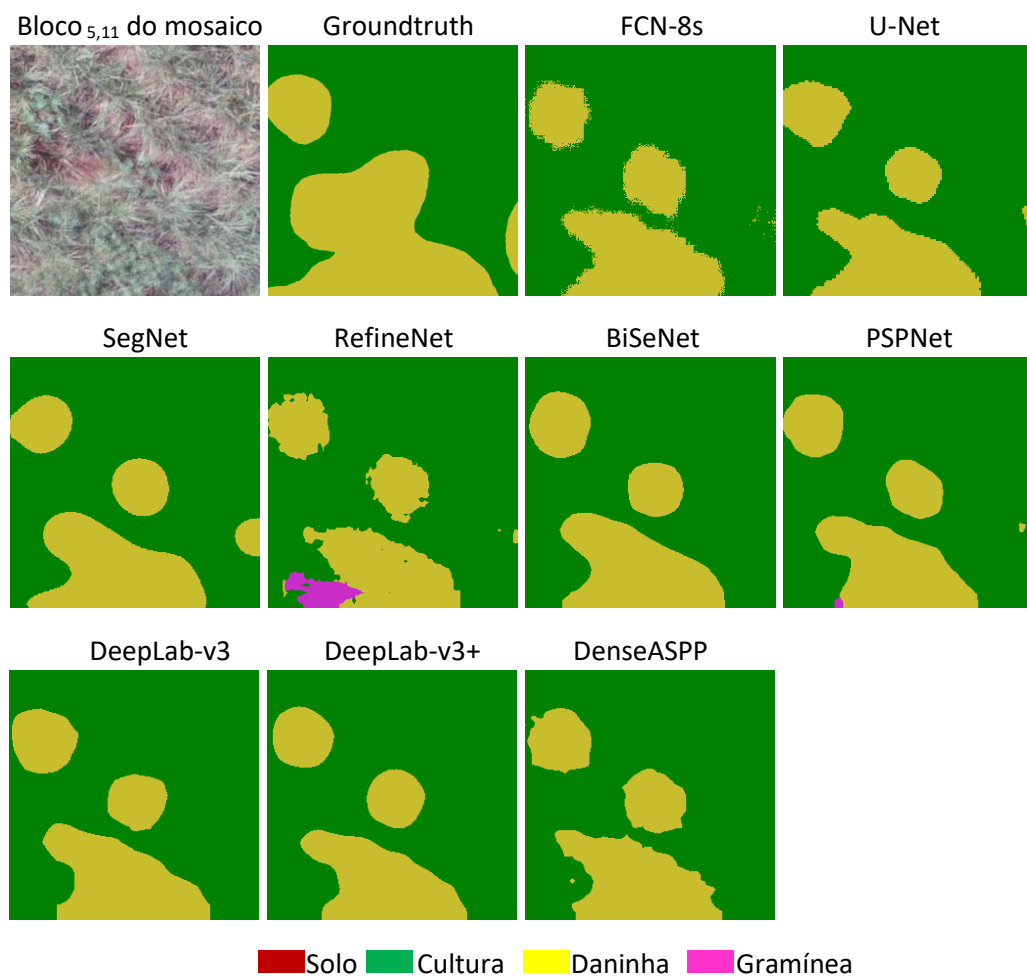 Bloco 5,11 do mosaico Groundtruth FCN-8s U-Net
SegNet RefineNet BiSeNet PSPNet
DeepLab-v3 DeepLab-v3+ DenseASPP
Solo Cultura Daninha Gramínea